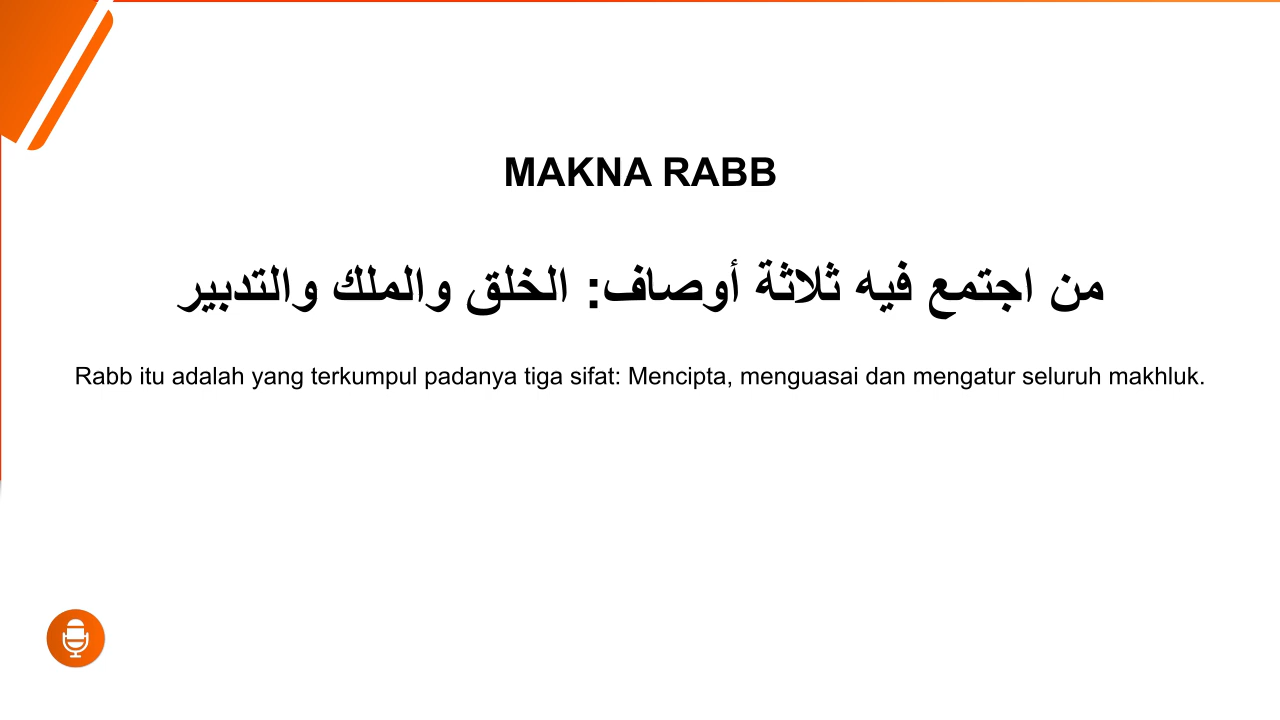 MAKNA RABB
من اجتمع فيه ثلاثة أوصاف: الخلق والملك والتدبير
Rabb itu adalah yang terkumpul padanya tiga sifat: Mencipta, menguasai dan mengatur seluruh makhluk.